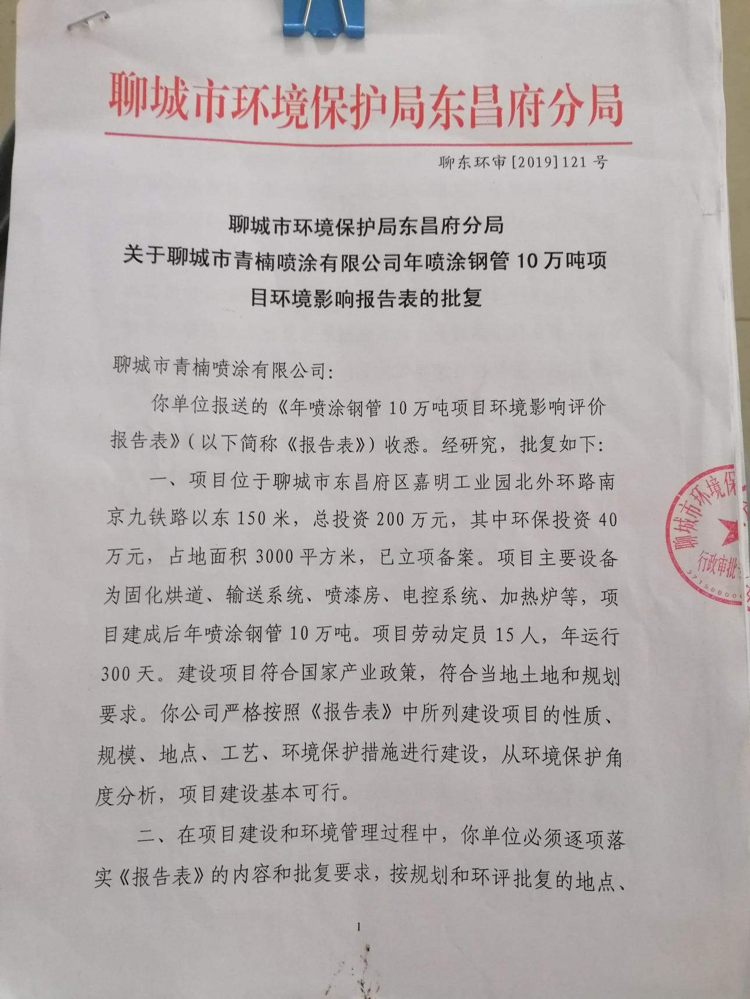 聊城市环境保护局东昌府分局
聊东环审[2019]121 号
聊城市环境保护局东昌府分局
关于聊城市青楠喷涂有限公司年喷涂钢管 10 万吨项
目环境影响报告表的批复
聊城市青楠喷涂有限公司：
你单位报送的《年喷涂钢管 10 万吨项目环境影响评价
报告表》（以下简称《报告表》）收悉。经研究，批复如下：
一、项目位于聊城市东昌府区嘉明工业园北外环路南
京九铁路以东 150 米，总投资 200 万元，其中环保投资 40
万元，占地面积 3000 平方米，已立项备案。项目主要设备
为固化烘道、输送系统、喷漆房、电控系统、加热炉等，项
目建成后年喷涂钢管 10 万吨。项目劳动定员 15 人，年运行
300 天。建设项目符合国家产业政策，符合当地土地和规划
要求。你公司严格按照《报告表》中所列建设项目的性质、
规模、地点、工艺、环境保护措施进行建设，从环境保护角
度分析，项目建设基本可行。
二、在项目建设和环境管理过程中，你单位必须逐项落
实《报告表》的内容和批复要求，按规划和环评批复的地点、
1
聊城市环境保
行政审批
37150000